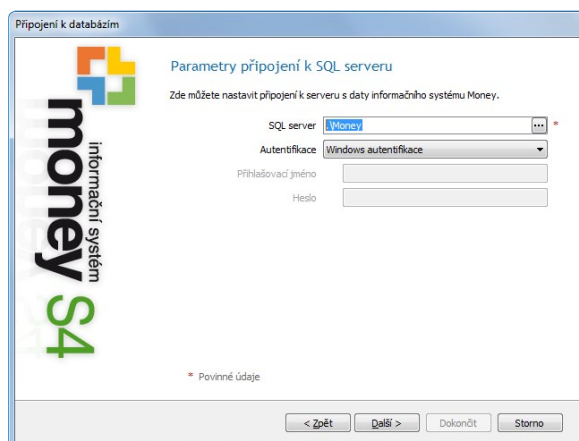 Připojení k databázím
Parametry připojení k SQL serveru
Zde můžete nastavit připojení k serveru s daty informačního systému Money.
SQL server .\Money ... *
Autentifikace Windows autentifikace
Přihlašovací jméno
Heslo
informační systém
money S4
* Povinné údaje
< Zpět Další > Dokončit Storno